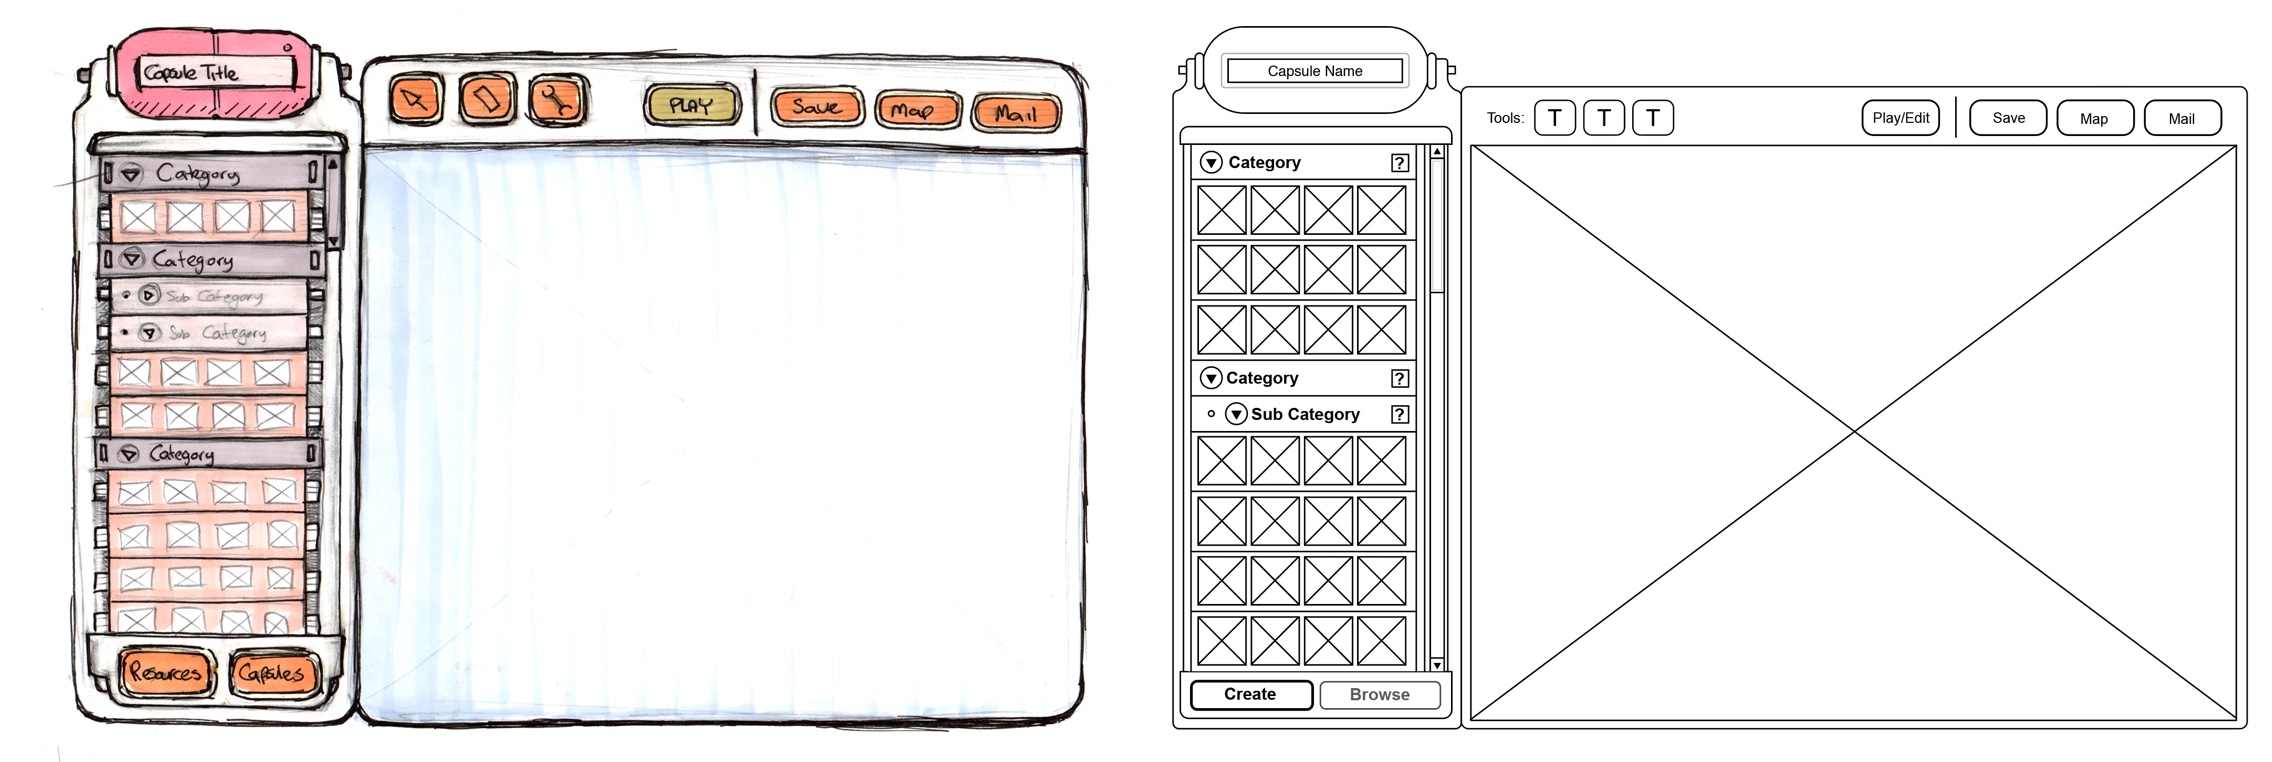 Capsule Title
PLAY
Save
Map
Mail
Category
Category
Sub Category
Sub Category
Category
Resources
Capsules
Capsule Name
Tools:
T
T
T
Play/Edit
Save
Map
Mail
Category
?
Category
?
Sub Category
?
Create
Browse